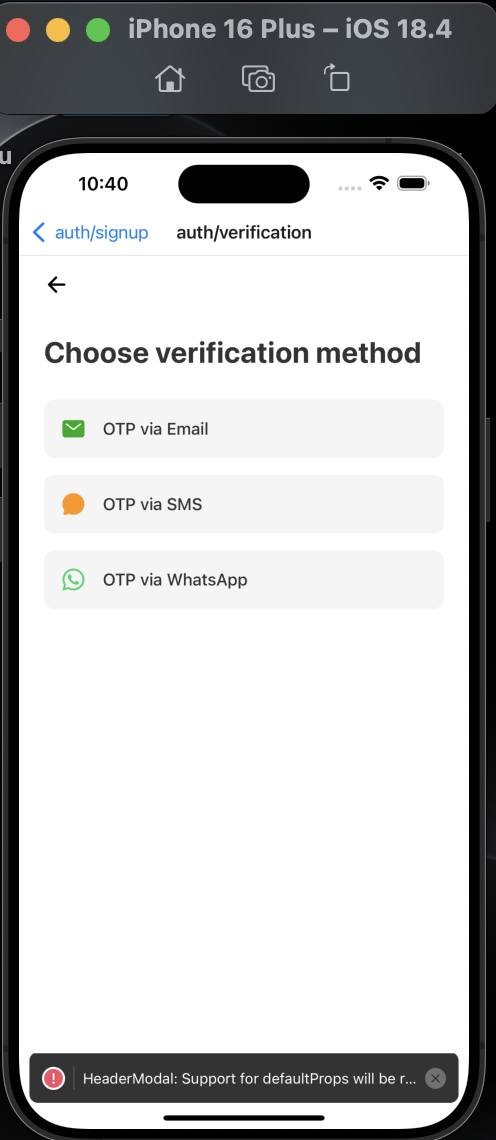 iPhone 16 Plus – iOS 18.4
u
10:40
auth/signup auth/verification
Choose verification method
OTP via Email
OTP via SMS
OTP via WhatsApp
HeaderModal: Support for defaultProps will be r...